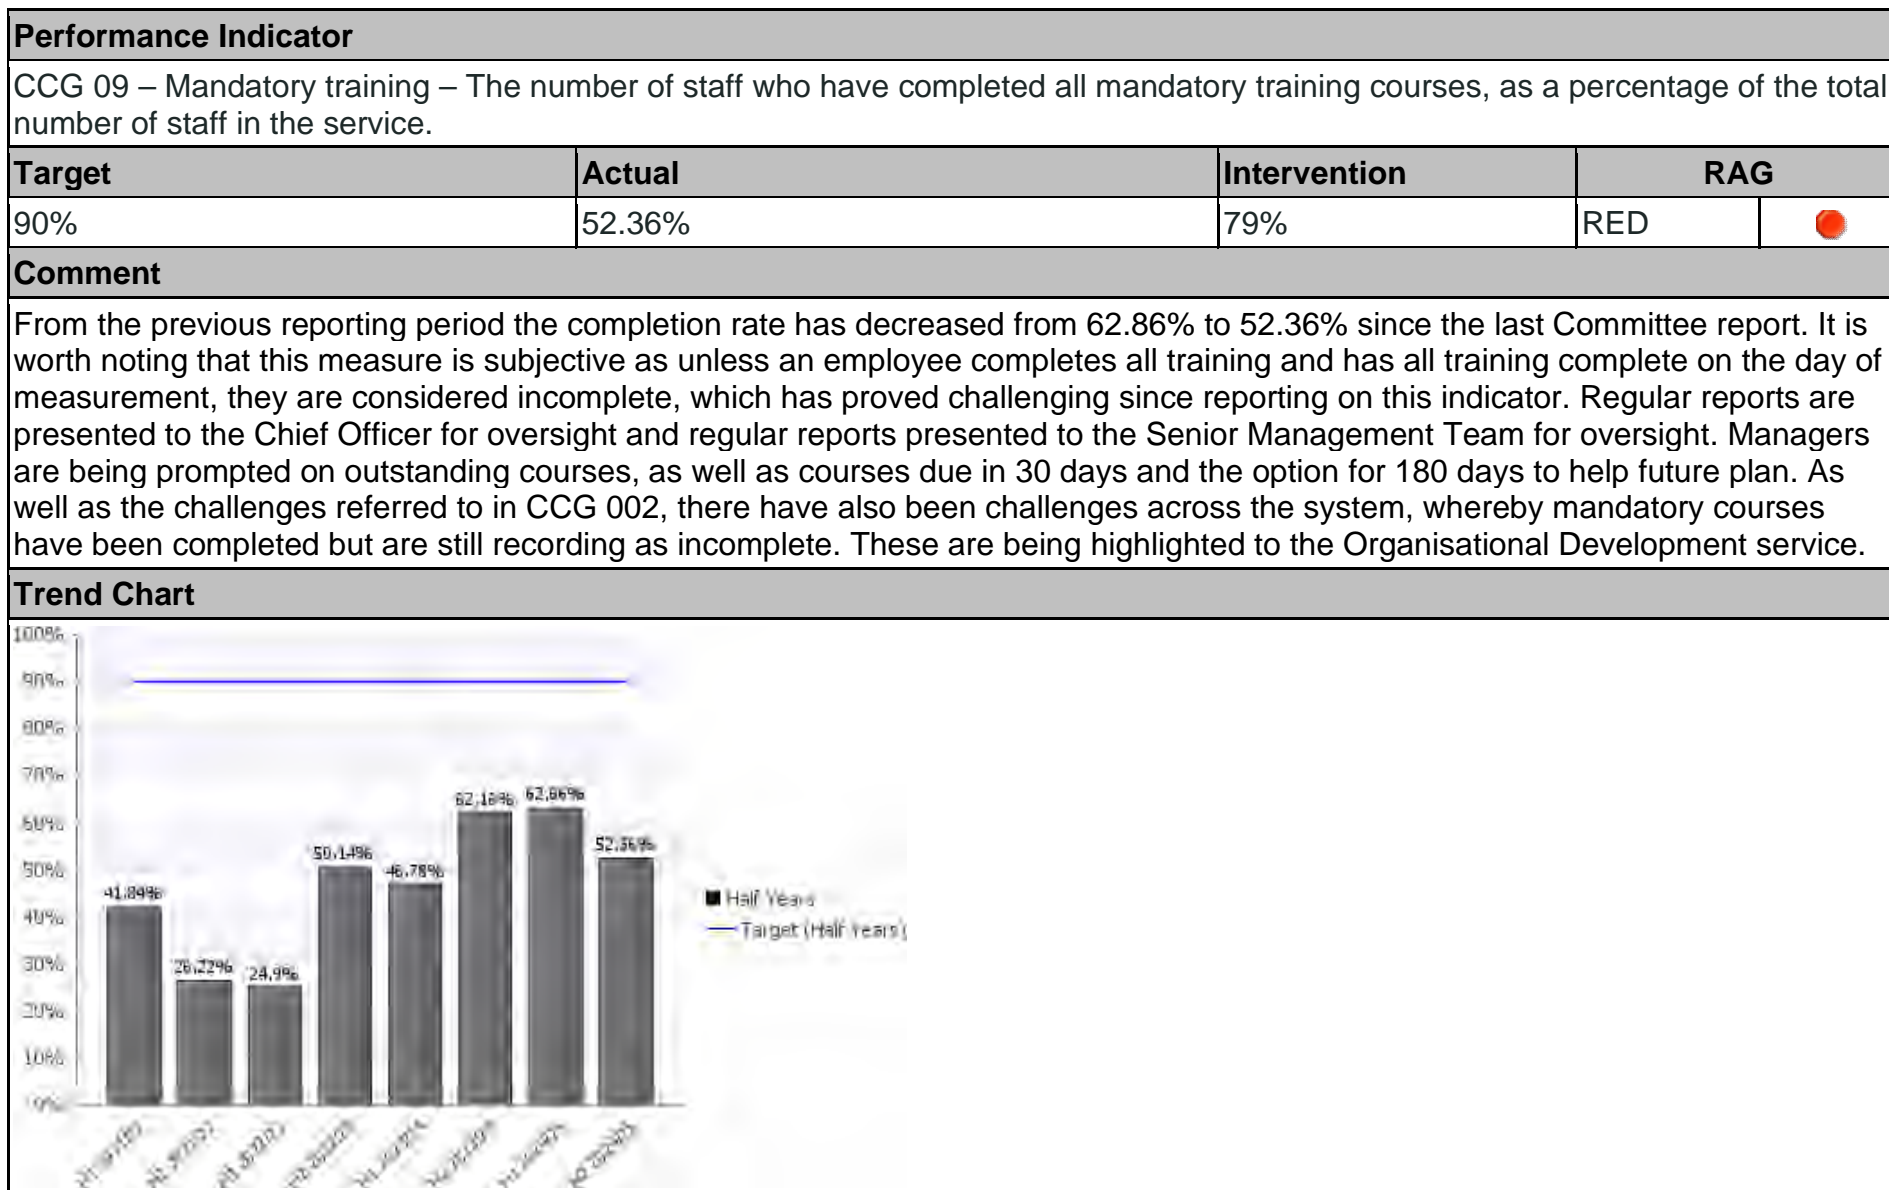 Performance Indicator
CCG 09 – Mandatory training – The number of staff who have completed all mandatory training courses, as a percentage of the total
number of staff in the service.
Target Actual Intervention RAG
90% 52.36% 79% RED
Comment
From the previous reporting period the completion rate has decreased from 62.86% to 52.36% since the last Committee report. It is
worth noting that this measure is subjective as unless an employee completes all training and has all training complete on the day of
measurement, they are considered incomplete, which has proved challenging since reporting on this indicator. Regular reports are
presented to the Chief Officer for oversight and regular reports presented to the Senior Management Team for oversight. Managers
are being prompted on outstanding courses, as well as courses due in 30 days and the option for 180 days to help future plan. As
well as the challenges referred to in CCG 002, there have also been challenges across the system, whereby mandatory courses
have been completed but are still recording as incomplete. These are being highlighted to the Organisational Development service.
Trend Chart
100%
90%
80%
70%
62.18% 62.86%
60%
52.36%
50.14%
50%
46.78%
41.84%
40%
30%
26.22% 24.9%
20%
10%
0%
Half Years
Target (Half Years)